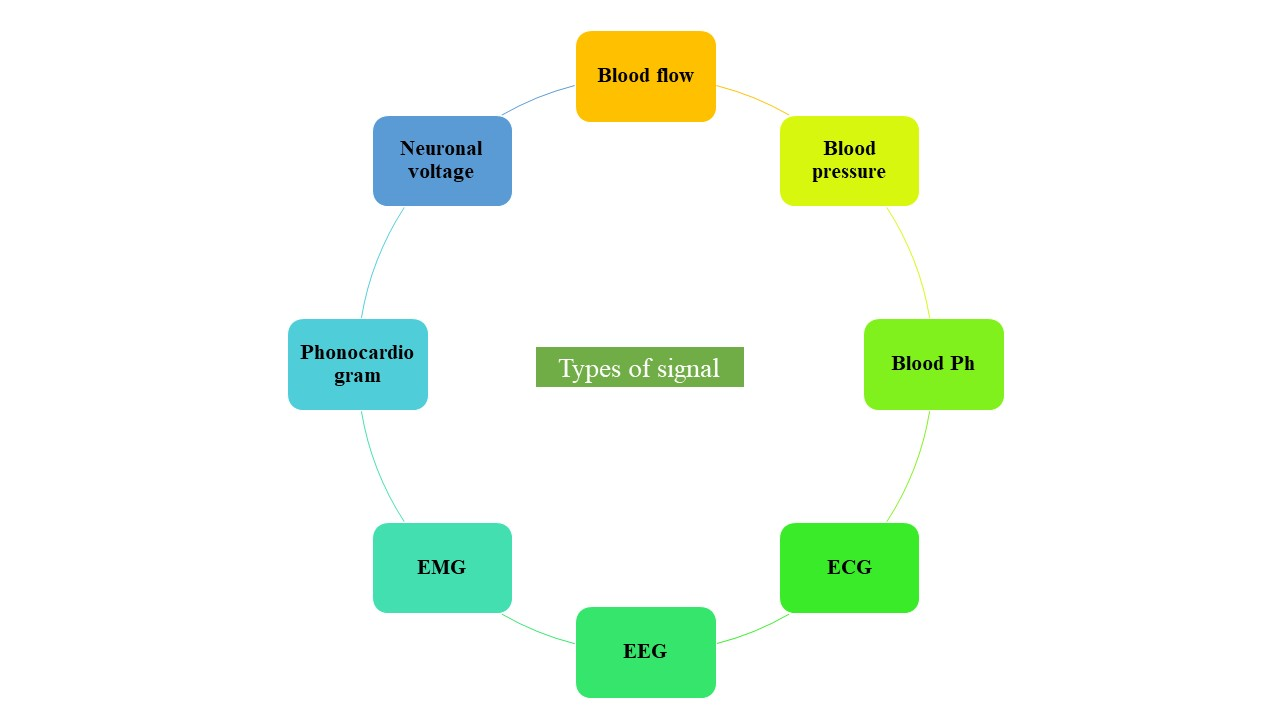 Blood flow
Neuronal
voltage
Blood
pressure
Phonocardio
gram
Types of signal
Blood Ph
EMG
ECG
EEG